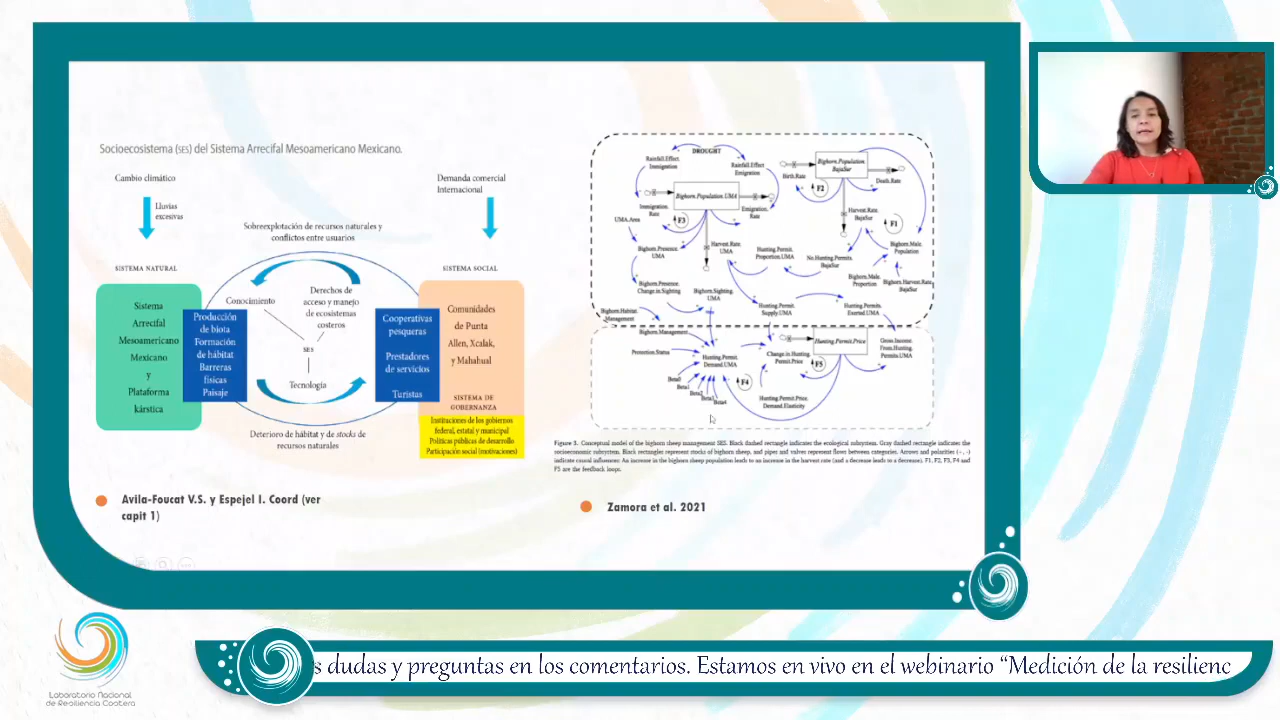 Socioecosistema (SES) del Sistema Arrecifal Mesoamericano Mexicano.
Cambio climático
Lluvias
excesivas
Demanda comercial
Internacional
Sobreexplotación de recursos naturales y
conflictos entre usuarios
SISTEMA NATURAL
SISTEMA SOCIAL
Sistema
Arrecifal
Mesoamericano
Mexicano
y
Plataforma
kárstica
Producción
de biota
Formación
de hábitat
Barreras
físicas
Paisaje
Conocimiento
Derechos de
acceso y manejo
de ecosistemas
costeros
SES
Tecnología
Cooperativas
pesqueras
Prestadores
de servicios
Turistas
Comunidades
de Punta
Allen, Xcalak,
y Mahahual
SISTEMA DE
GOBERNANZA
Instituciones de los gobiernos
federal, estatal y municipal
Políticas públicas de desarrollo
Participación social (motivaciones)
Deterioro de hábitat y de stocks de
recursos naturales
Avila-Foucat V.S. y Espejel I. Coord (ver
capit 1)
DROUGHT
Rainfall.Effect.
Immigration
Rainfall.Effect
Emigration
Bighorn.Population.UMA
Immigration.
Rate
Emigration.
Rate
F3
UMA.Area
Bighorn.Presence.
UMA
Harvest.Rate.
UMA
Bighorn.Presence.
Change.in.Sighting
Bighorn.Sighting.
UMA
Bighorn.Habitat.
Management
Bighorn.Population.
BajaSur
Birth.Rate
Death.Rate
F2
Harvest.Rate.
BajaSur
F1
Hunting.Permit.
Proportion.UMA
No.Hunting.Permits.
BajaSur
Bighorn.Male.
Population
Bighorn.Male.
Proportion
Bighorn.Harvest.Rate.
BajaSur
Hunting.Permit.
Supply.UMA
Hunting.Permits.
Exerted.UMA
Bighorn.Management
Promotion.Status
Hunting.Permit.
Demand.UMA
Change.in.Hunting.
Permit.Price
Hunting.Permit.Price
Gross.Income.
From.Hunting.
Permits.UMA
F5
F4
Beta0
Beta1
Beta2
Beta3
Beta4
Hunting.Permit.Price.
Demand.Elasticity
Figure 3. Conceptual model of the bighorn sheep management SES. Black dashed rectangle indicates the ecological subsystem. Gray dashed rectangle indicates the
socioeconomic subsystem. Black rectangles represent stocks of bighorn sheep, and pipes and valves represent flows between categories. Arrows and polarities (+, -)
indicate causal influences: An increase in the bighorn sheep population leads to an increase in the harvest rate (and a decrease leads to a decrease). F1, F2, F3, F4 and
F5 are the feedback loops.
Zamora et al. 2021
s dudas y preguntas en los comentarios. Estamos en vivo en el webinario “Medición de la resilienc
Laboratorio Nacional
de Resiliencia Costera